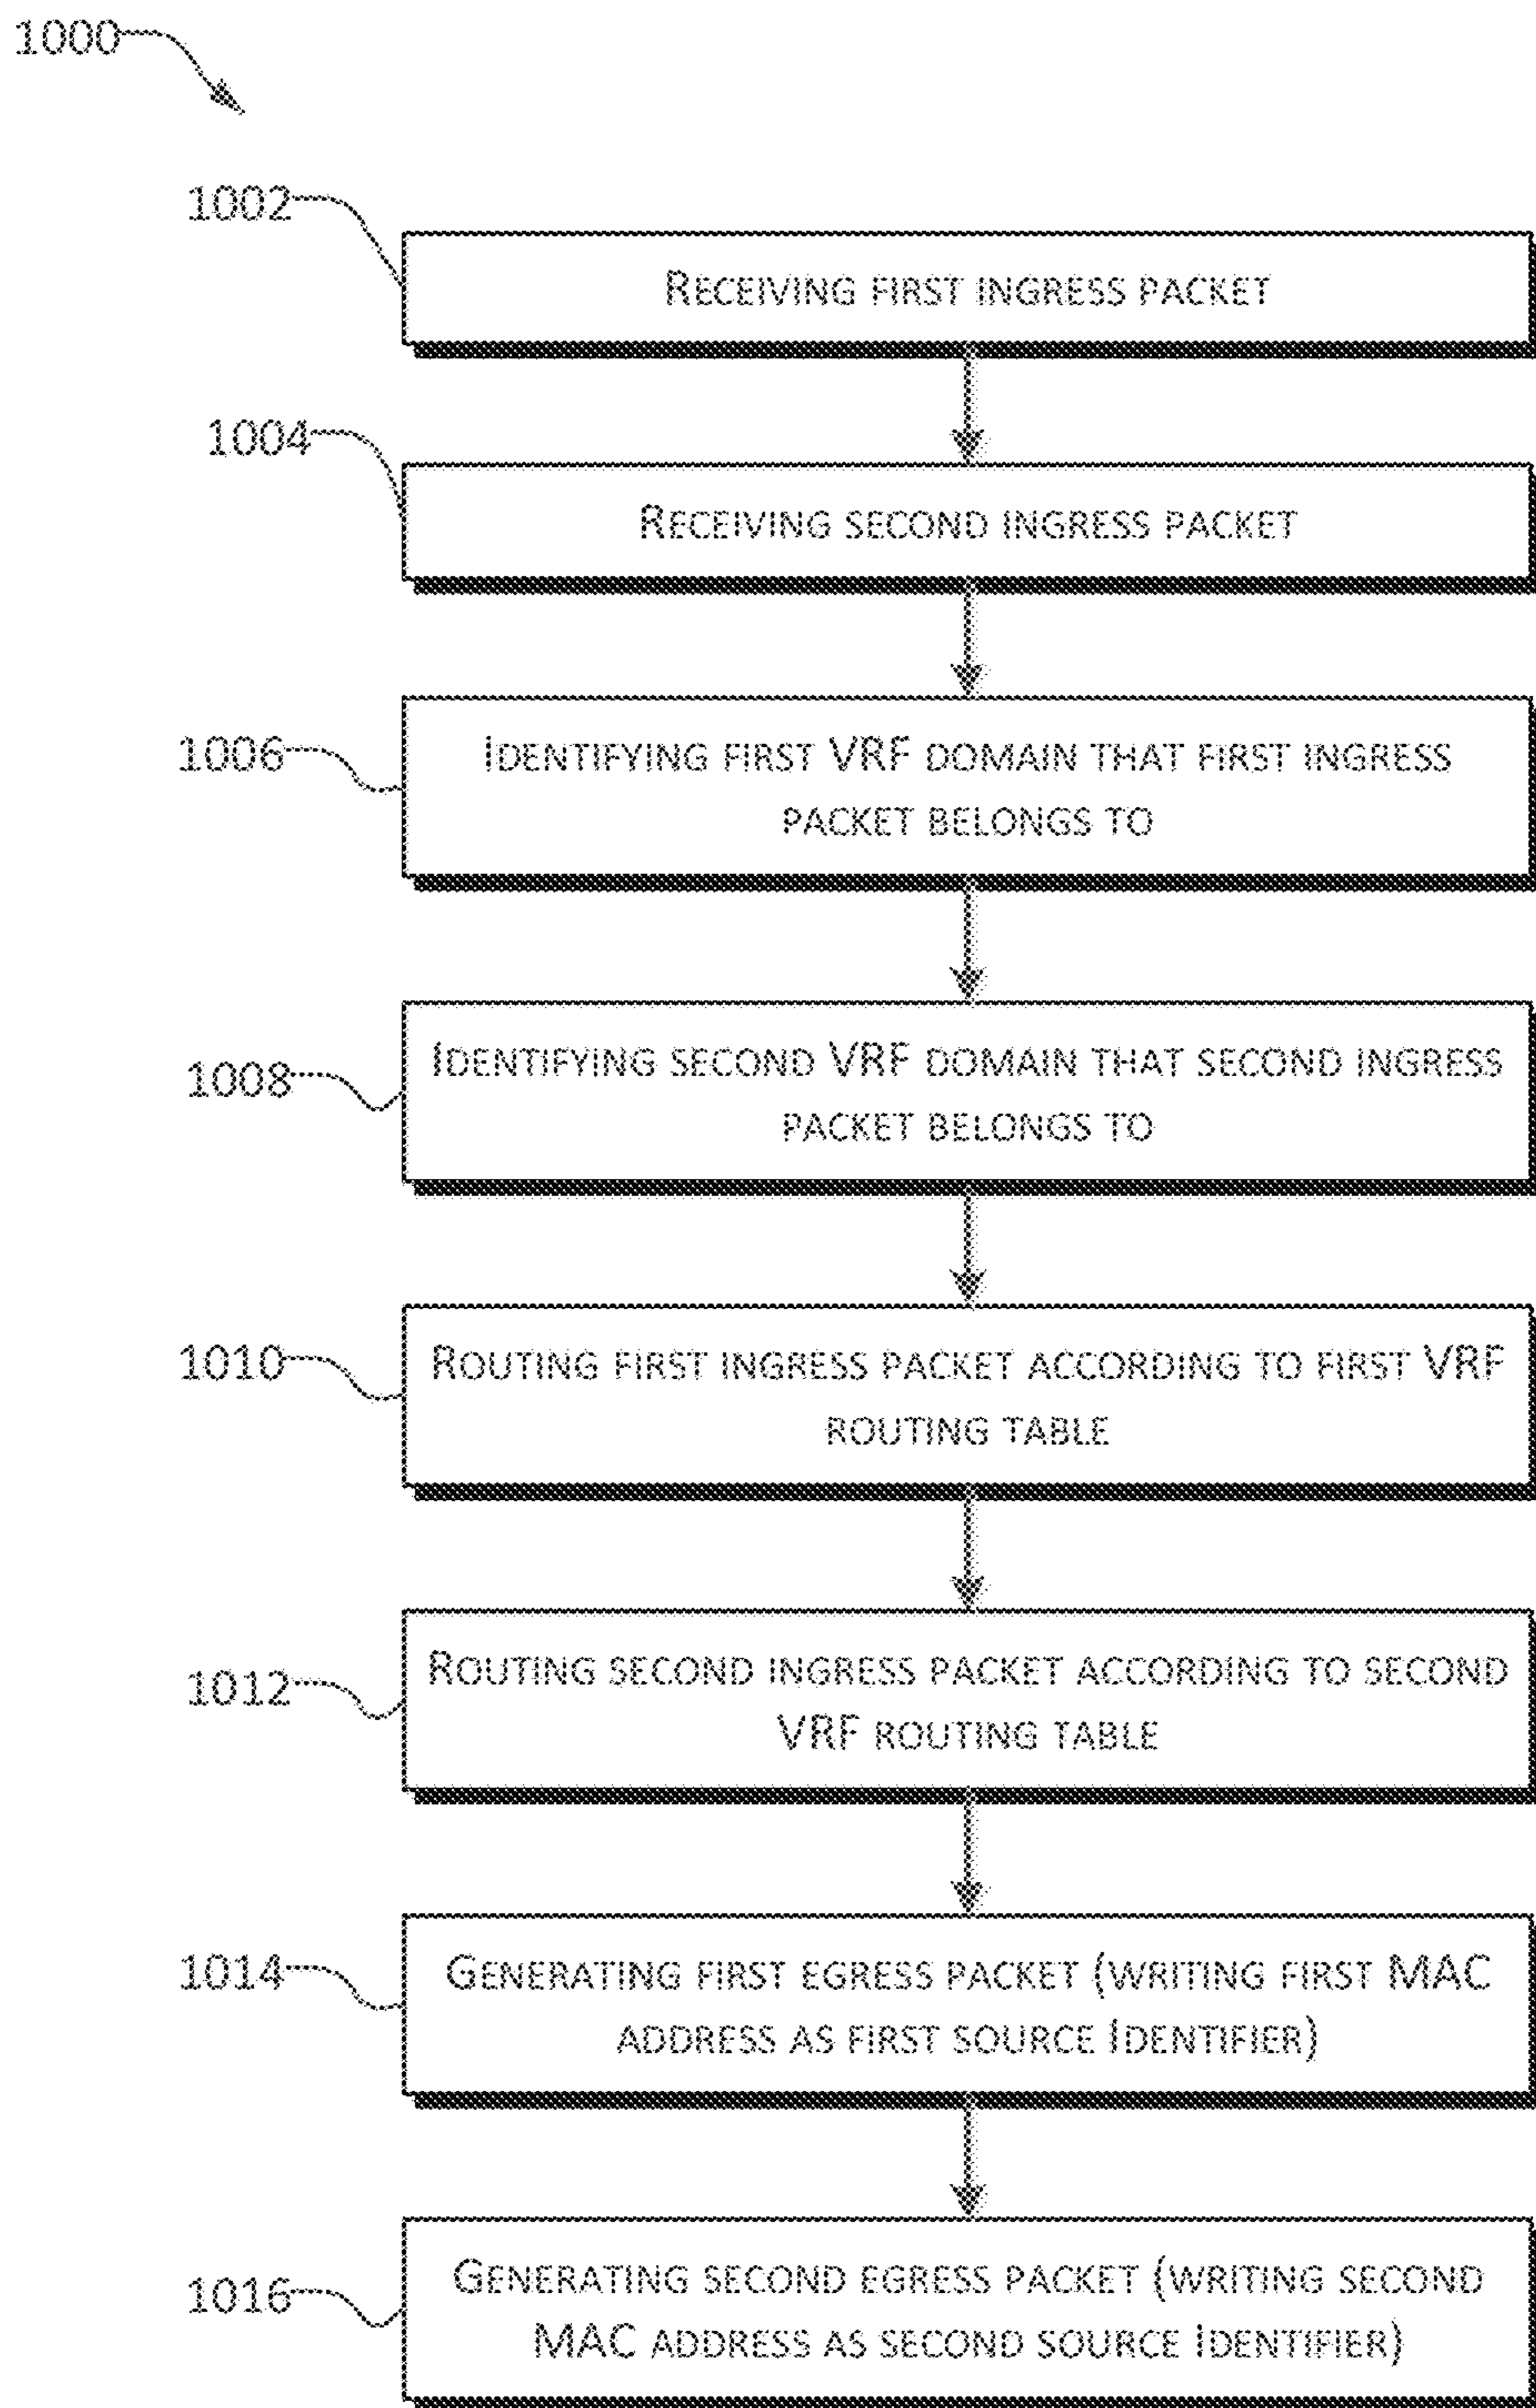 1000
1002
RECEIVING FIRST INGRESS PACKET
1004
RECEIVING SECOND INGRESS PACKET
1006
IDENTIFYING FIRST VRF DOMAIN THAT FIRST INGRESS
PACKET BELONGS TO
1008
IDENTIFYING SECOND VRF DOMAIN THAT SECOND INGRESS
PACKET BELONGS TO
1010
ROUTING FIRST INGRESS PACKET ACCORDING TO FIRST VRF
ROUTING TABLE
1012
ROUTING SECOND INGRESS PACKET ACCORDING TO SECOND
VRF ROUTING TABLE
1014
GENERATING FIRST EGRESS PACKET (WRITING FIRST MAC
ADDRESS AS FIRST SOURCE IDENTIFIER)
1016
GENERATING SECOND EGRESS PACKET (WRITING SECOND
MAC ADDRESS AS SECOND SOURCE IDENTIFIER)